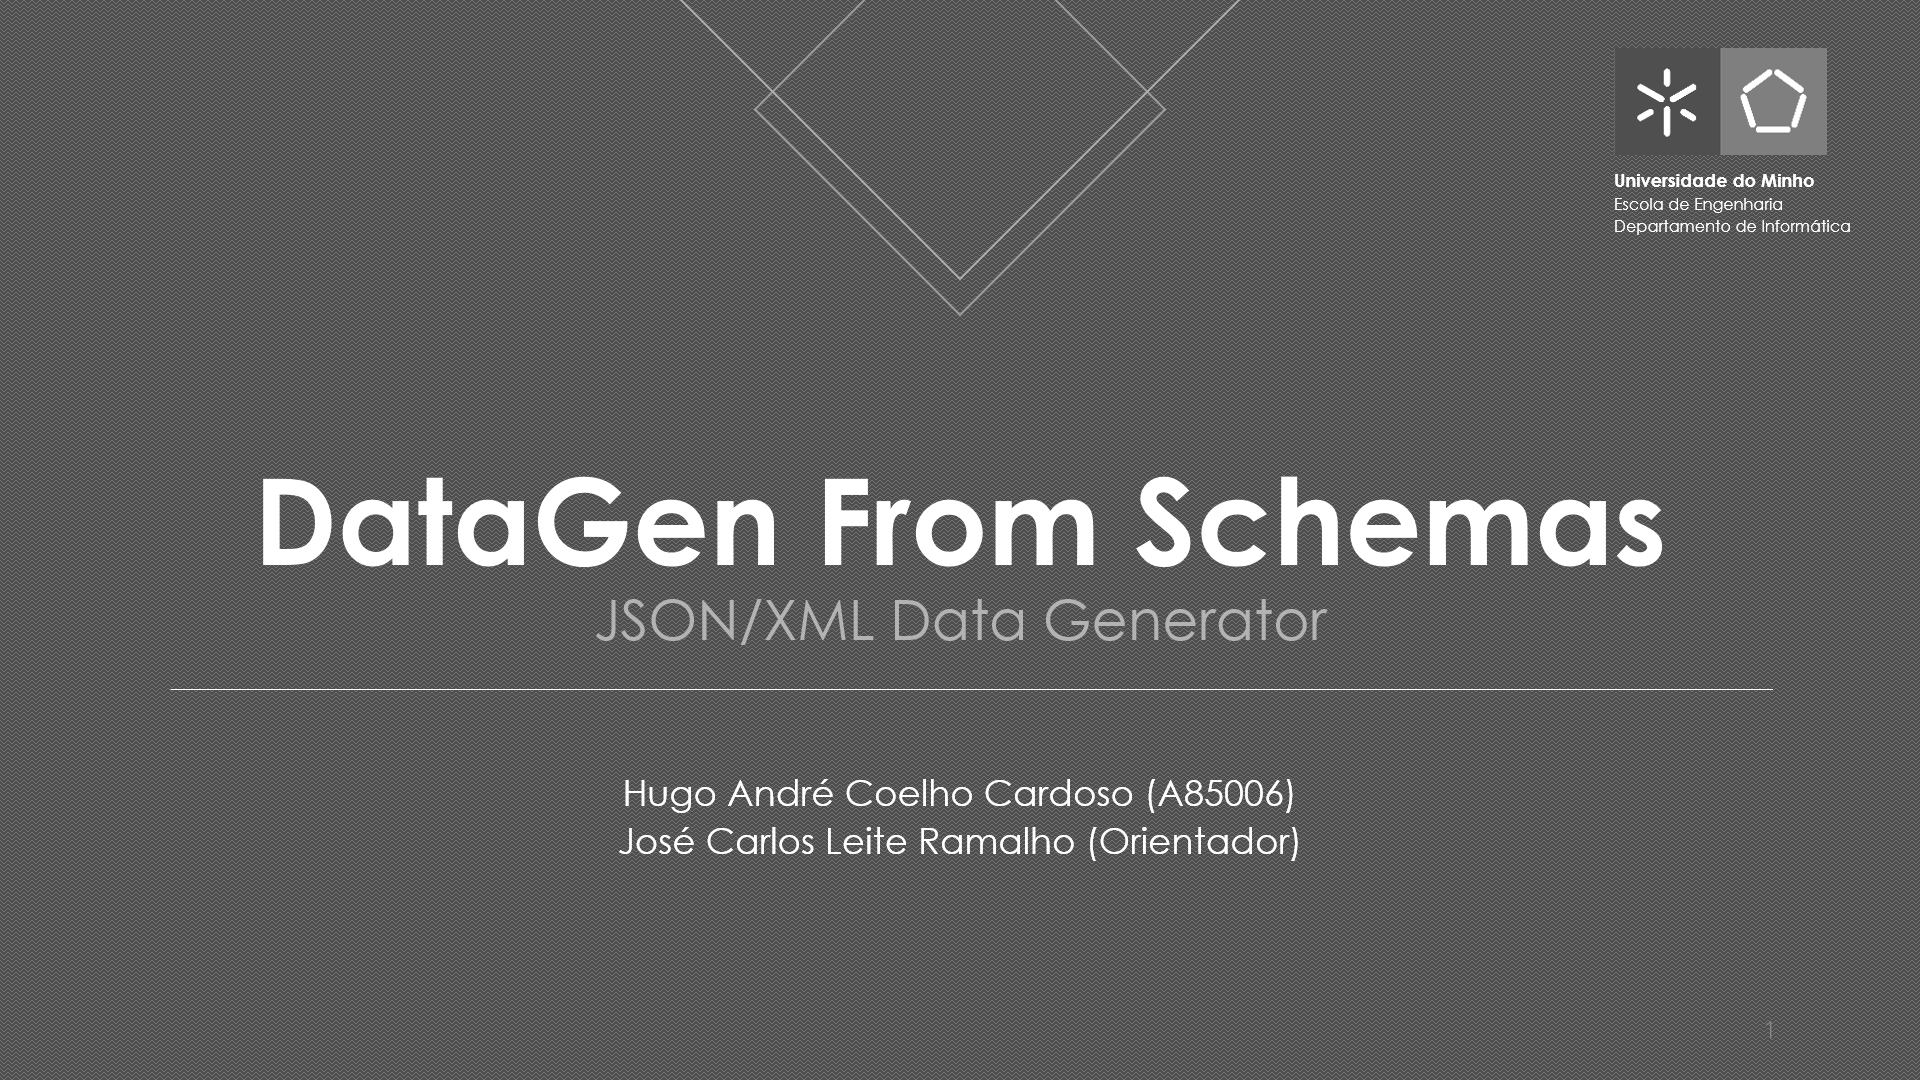 Universidade do Minho
Escola de Engenharia
Departamento de Informática
DataGen From Schemas
JSON/XML Data Generator
Hugo André Coelho Cardoso (A85006)
José Carlos Leite Ramalho (Orientador)
1